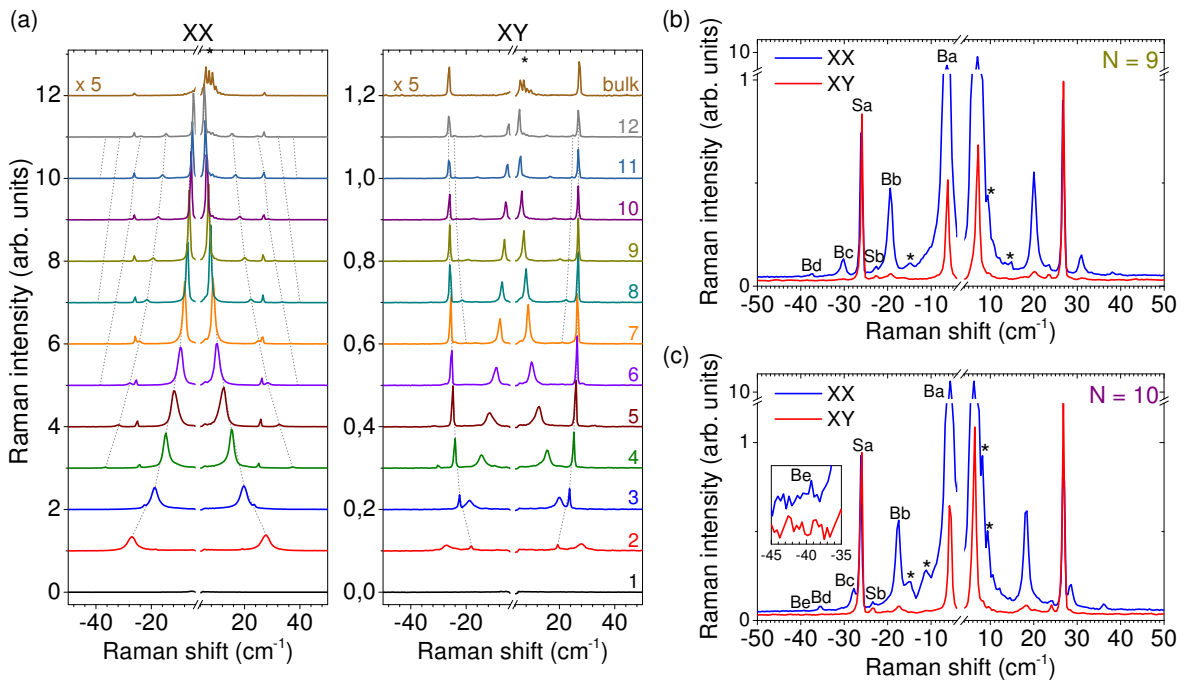 (a)
XX
XY
*
*
x 5
x 5
bulk
12
11
10
9
8
7
6
5
4
3
2
1
Raman intensity (arb. units)
12
10
8
6
4
2
0
1,2
1,0
0,8
0,6
0,4
0,2
0,0
-40 -20 20 40
-40 -20 20 40
Raman shift (cm⁻¹)
Raman shift (cm⁻¹)
(b)
XX
XY
N = 9
Ba
Sa
Bb
Bc
Bd
Sb
*
*
*
Raman intensity (arb. units)
10
1
0
-50 -40 -30 -20 -10 10 20 30 40 50
Raman shift (cm⁻¹)
(c)
XX
XY
N = 10
Ba
Sa
Be
-45 -40 -35
Bb
Bc
Bd
Be
Sb
*
*
*
*
Raman intensity (arb. units)
10
1
0
-50 -40 -30 -20 -10 10 20 30 40 50
Raman shift (cm⁻¹)